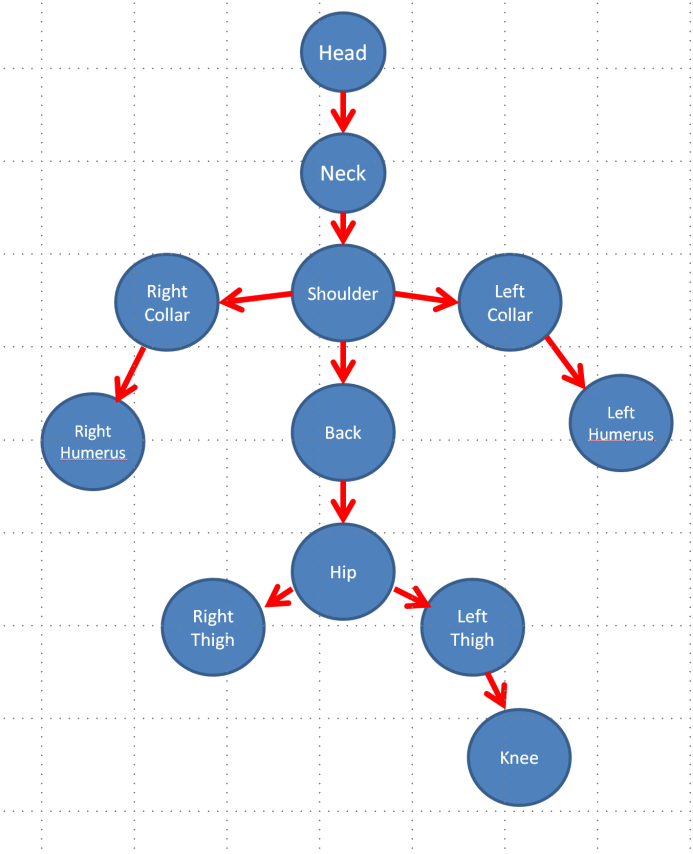 Head
Neck
Right
Collar
Shoulder
Left
Collar
Right
Humerus
Back
Left
Humerus
Hip
Right
Thigh
Left
Thigh
Knee